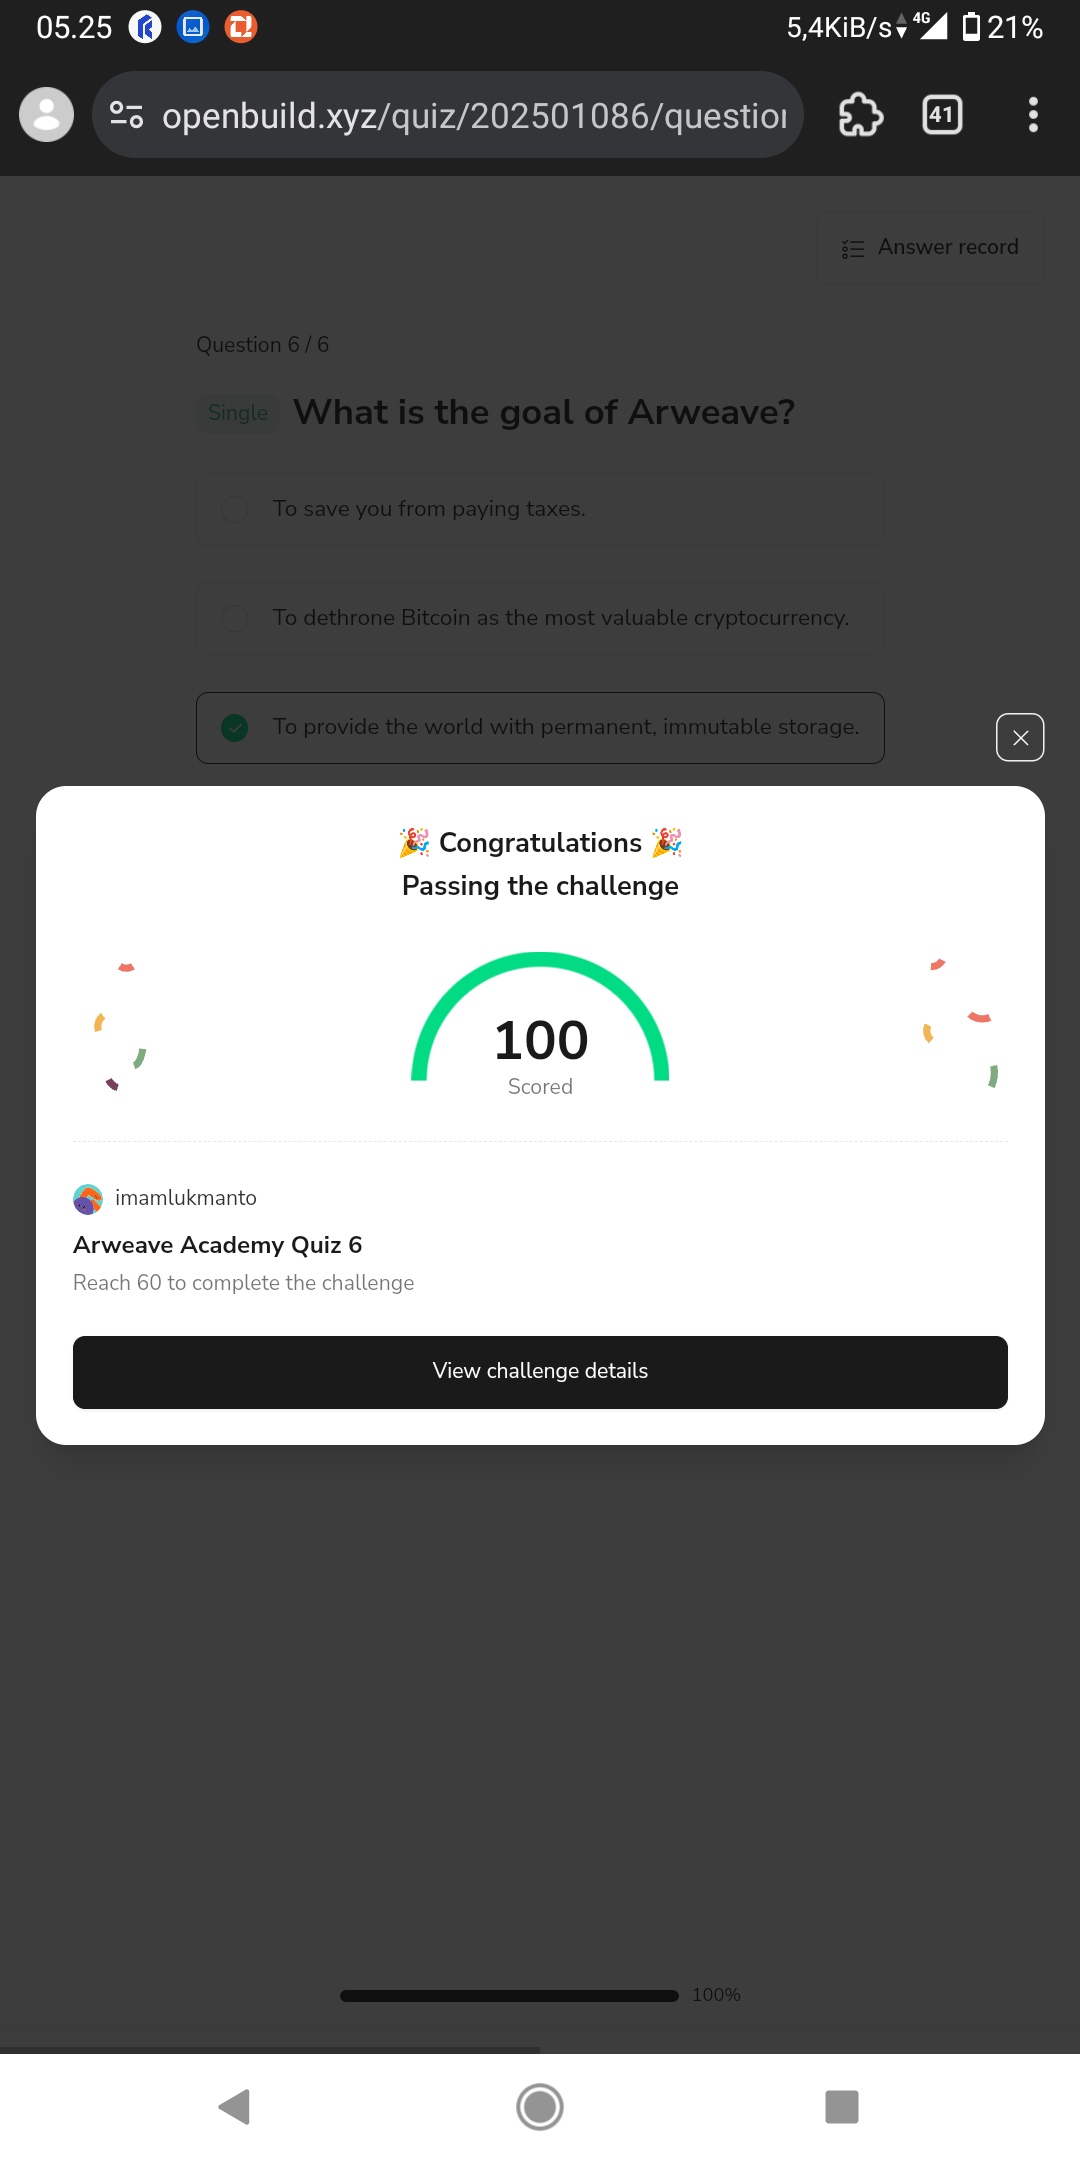 05.25
5,4KiB/s 4G 21%
openbuild.xyz/quiz/202501086/question
41
Answer record
Question 6 / 6
Single What is the goal of Arweave?
To save you from paying taxes.
To dethrone Bitcoin as the most valuable cryptocurrency.
To provide the world with permanent, immutable storage.
🎉 Congratulations 🎉
Passing the challenge
100
Scored
imamlukmanto
Arweave Academy Quiz 6
Reach 60 to complete the challenge
View challenge details
100%